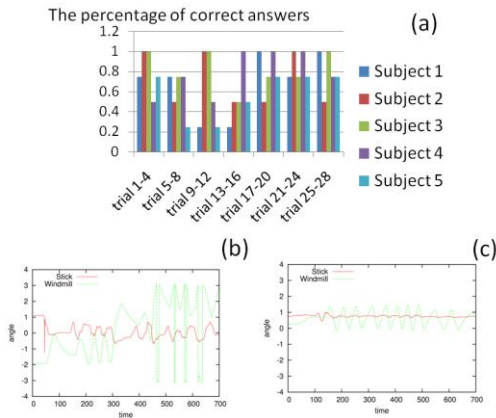 The percentage of correct answers
(a)
1.2
1
0.8
0.6
0.4
0.2
0
trial 1-4
trial 5-8
trial 9-12
trial 13-16
trial 17-20
trial 21-24
trial 25-28
Subject 1
Subject 2
Subject 3
Subject 4
Subject 5
(b)
Stick
Windmill
angle
4
3
2
1
0
-1
-2
-3
-4
0 100 200 300 400 500 600 700
time
(c)
Stick
Windmill
angle
4
3
2
1
0
-1
-2
-3
-4
0 100 200 300 400 500 600 700
time